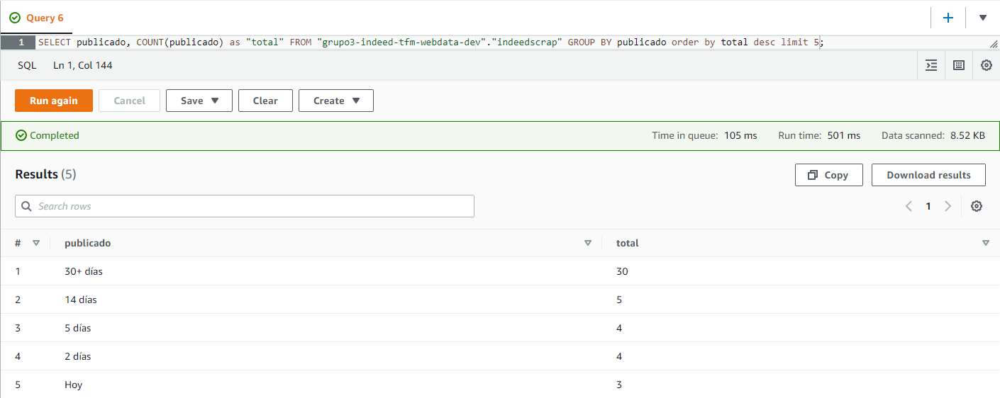 Query 6
1 SELECT publicado, COUNT(publicado) as "total" FROM "grupo3-indeed-tfm-webdata-dev"."indeedscrap" GROUP BY publicado order by total desc limit 5;
SQL Ln 1, Col 144
Run again Cancel Save Clear Create
Completed Time in queue: 105 ms Run time: 501 ms Data scanned: 8.52 KB
Results (5) Copy Download results
Search rows 1
# publicado total
1 30+ días 30
2 14 días 5
3 5 días 4
4 2 días 4
5 Hoy 3